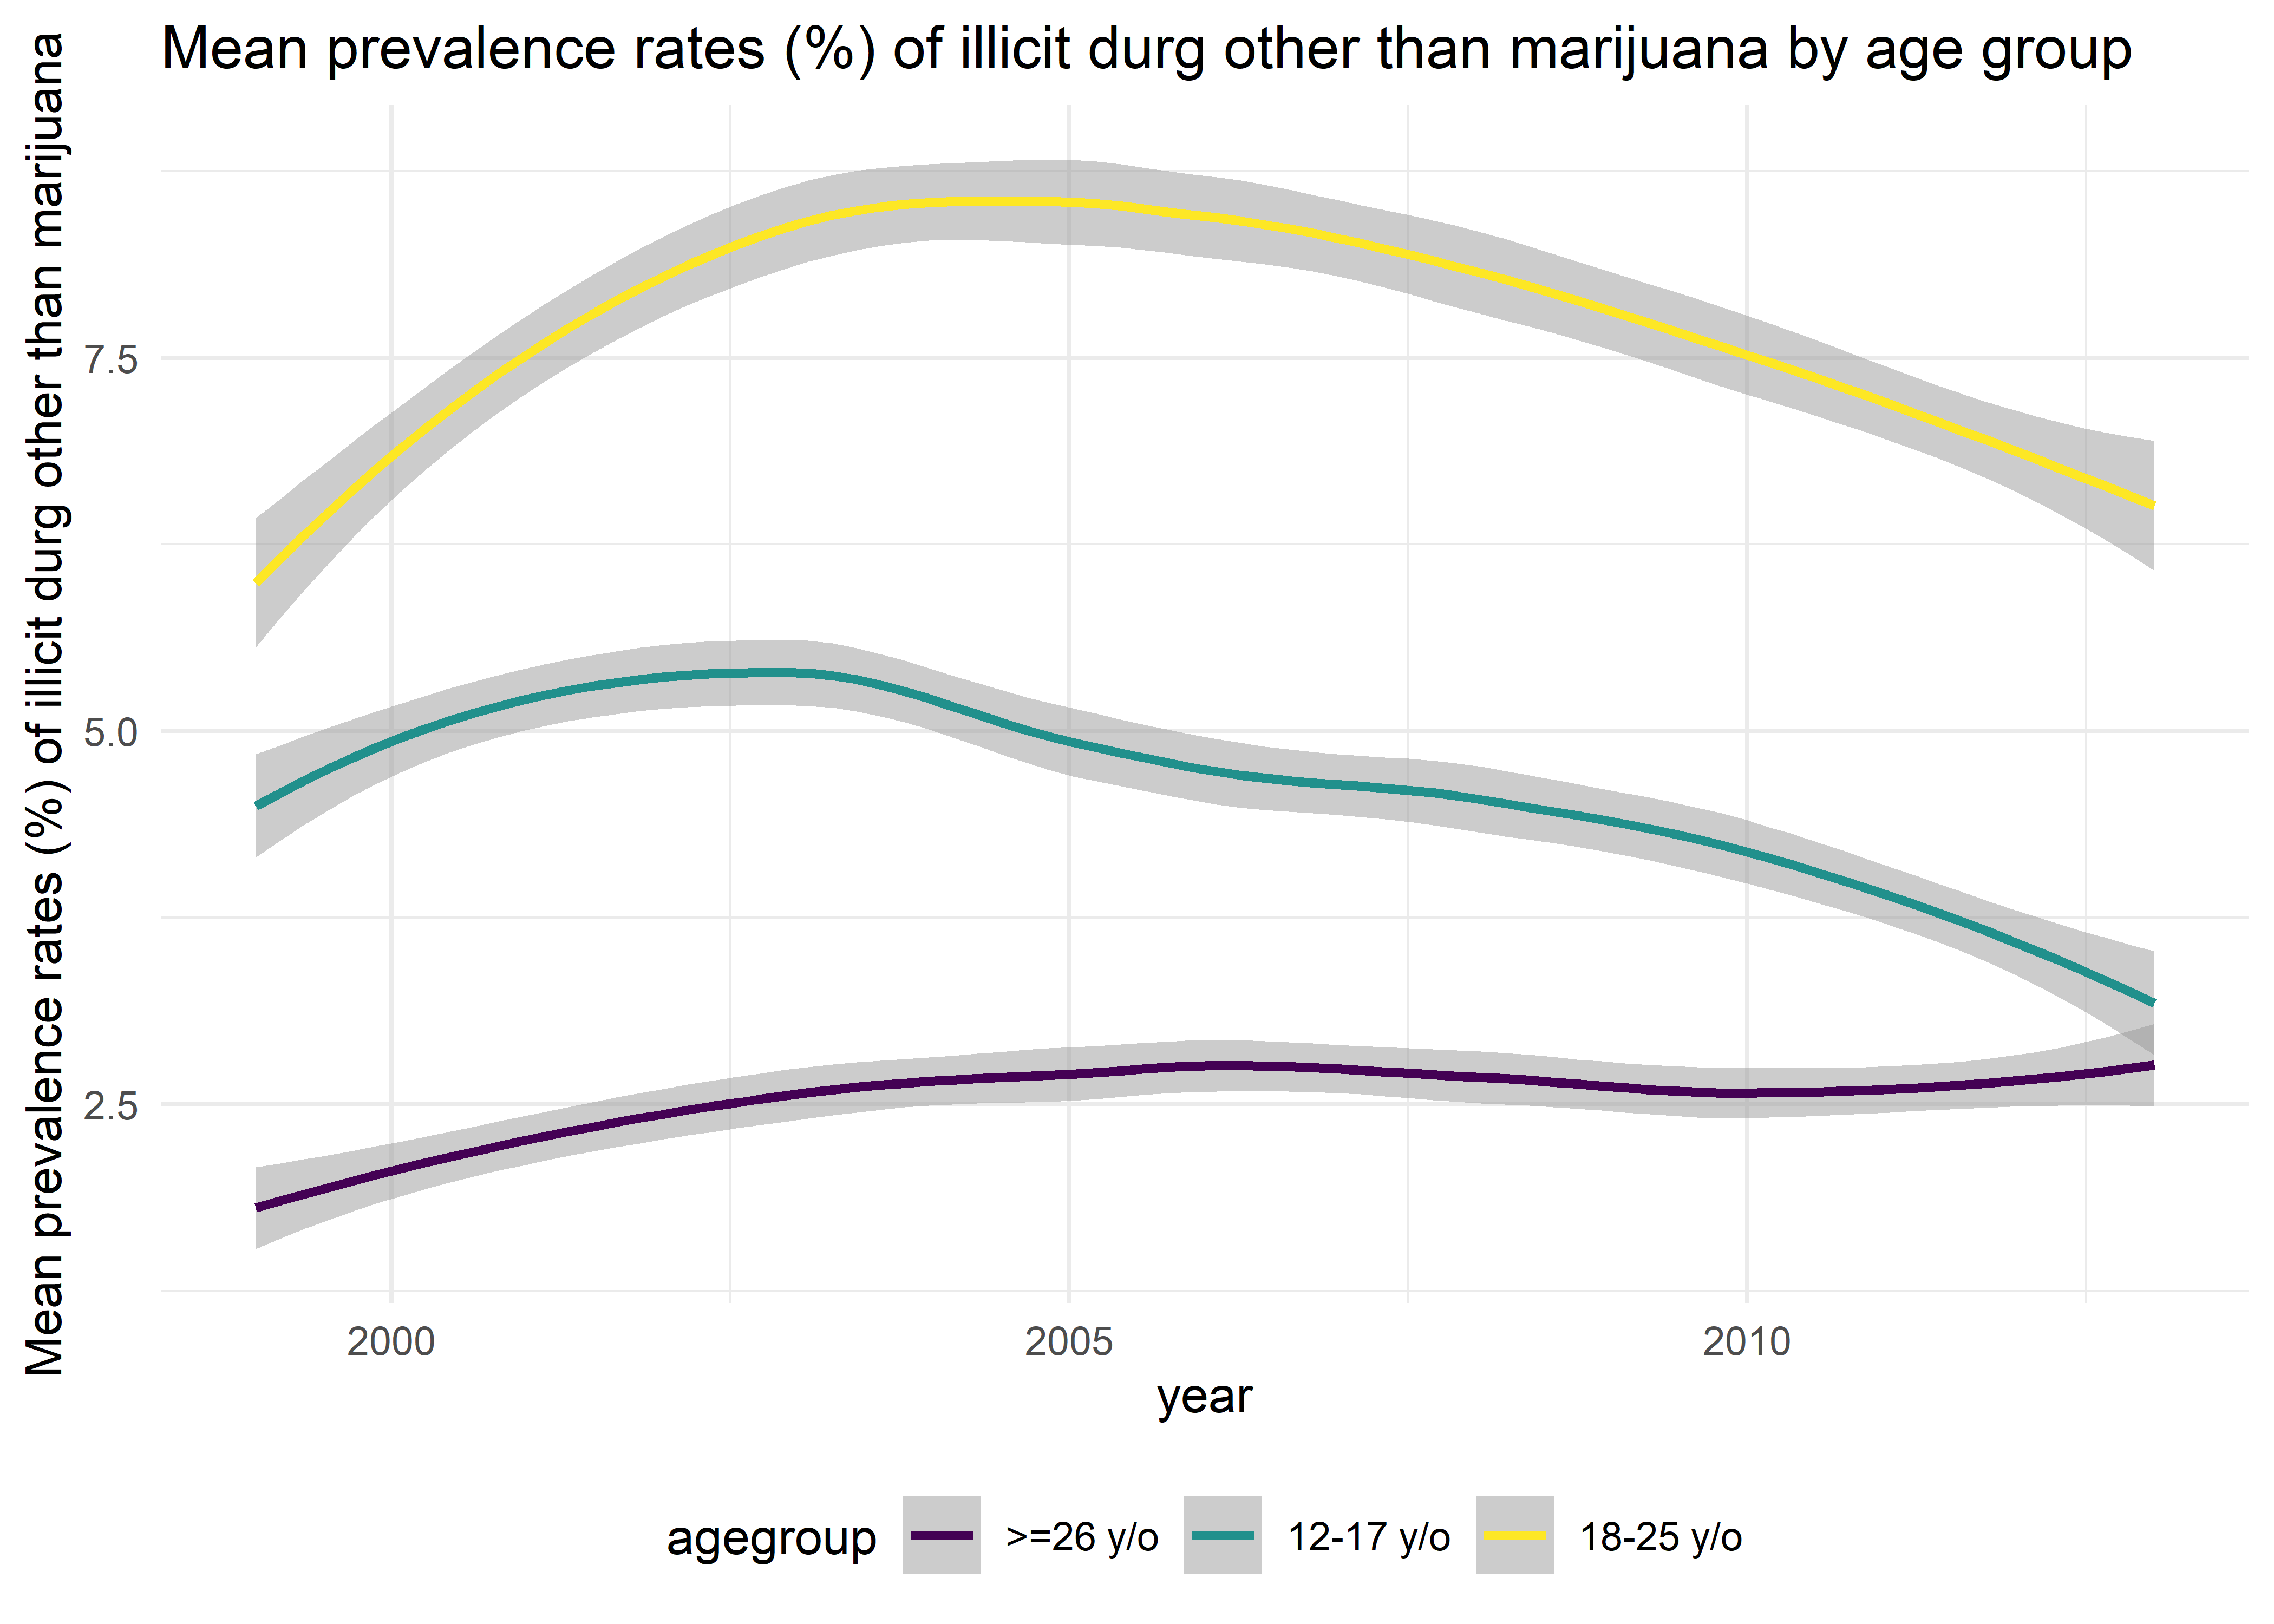 Mean prevalence rates (%) of illicit durg other than marijuana by age group
Mean prevalence rates (%) of illicit durg other than marijuana
7.5
5.0
2.5
2000 2005 2010
year
agegroup >=26 y/o 12-17 y/o 18-25 y/o